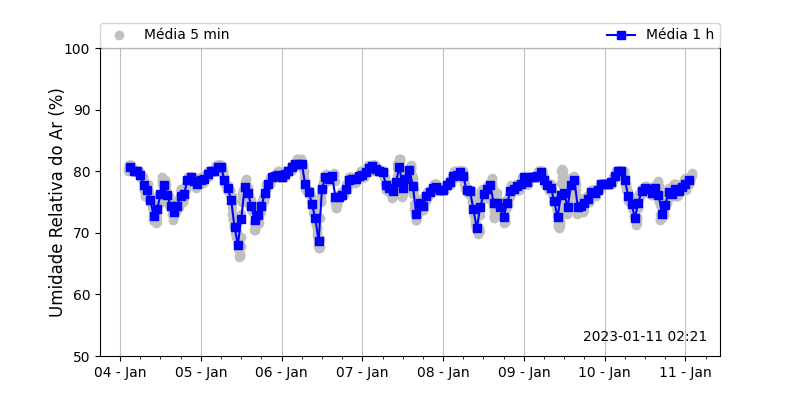 Média 5 min
Média 1 h
Umidade Relativa do Ar (%)
100
90
80
70
60
50
2023-01-11 02:21
04 - Jan
05 - Jan
06 - Jan
07 - Jan
08 - Jan
09 - Jan
10 - Jan
11 - Jan